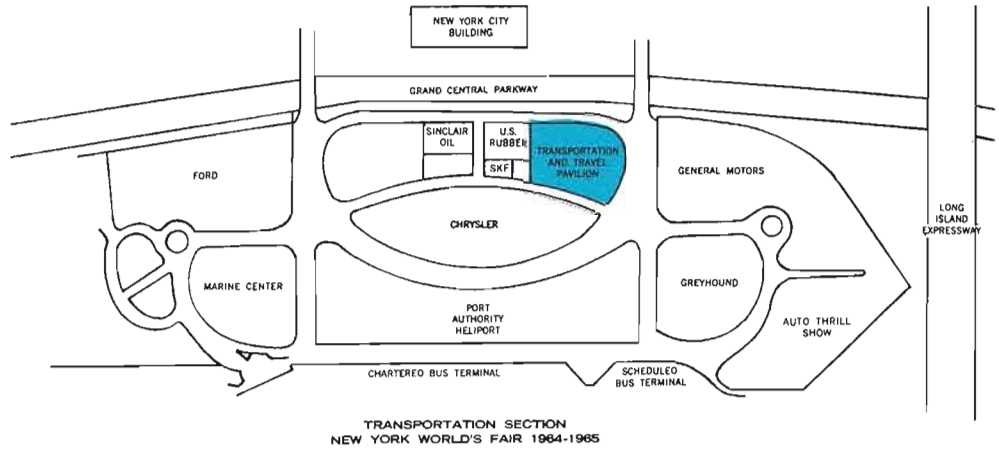 NEW YORK CITY
BUILDING
GRAND CENTRAL PARKWAY
SINCLAIR
OIL
U.S.
RUBBER
SKF
TRANSPORTATION
AND TRAVEL
PAVILION
FORD
GENERAL MOTORS
CHRYSLER
LONG
ISLAND
EXPRESSWAY
MARINE CENTER
GREYHOUND
PORT
AUTHORITY
HELIPORT
AUTO THRILL
SHOW
CHARTERED BUS TERMINAL
SCHEDULED
BUS TERMINAL
TRANSPORTATION SECTION
NEW YORK WORLD'S FAIR 1964-1965